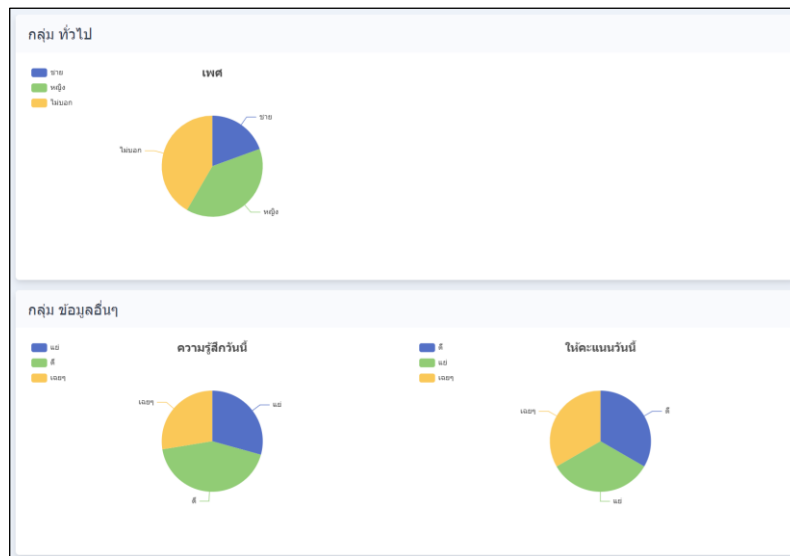 กลุ่ม ทั่วไป
เพศ
ชาย
หญิง
ไม่บอก
ชาย
ไม่บอก
หญิง
กลุ่ม ข้อมูลอื่นๆ
ความรู้สึกวันนี้
แย่
ดี
เฉยๆ
เฉยๆ
แย่
ดี
ให้คะแนนวันนี้
ดี
แย่
เฉยๆ
เฉยๆ
ดี
แย่